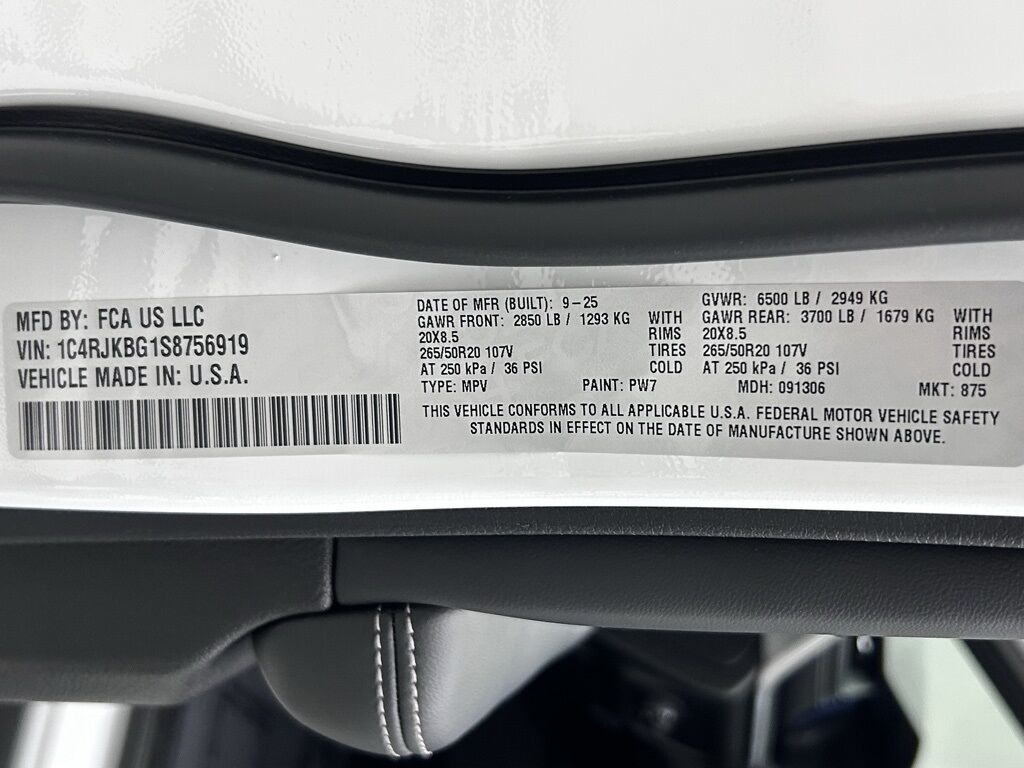 MFD BY: FCA US LLC
VIN: 1C4RJKBG1S8756919
VEHICLE MADE IN: U.S.A.
DATE OF MFR (BUILT): 9-25
GAWR FRONT: 2850 LB / 1293 KG WITH
20X8.5 RIMS
265/50R20 107V TIRES
AT 250 kPa / 36 PSI COLD
TYPE: MPV PAINT: PW7
GVWR: 6500 LB / 2949 KG
GAWR REAR: 3700 LB / 1679 KG WITH
20X8.5 RIMS
265/50R20 107V TIRES
AT 250 kPa / 36 PSI COLD
MDH: 091306 MKT: 875
THIS VEHICLE CONFORMS TO ALL APPLICABLE U.S.A. FEDERAL MOTOR VEHICLE SAFETY
STANDARDS IN EFFECT ON THE DATE OF MANUFACTURE SHOWN ABOVE.